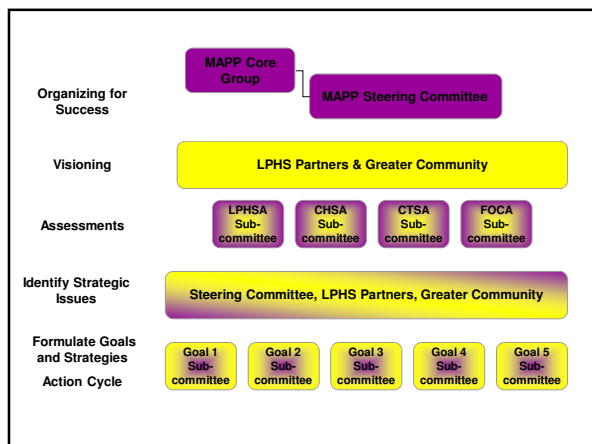 MAPP Core
Group
Organizing for
Success
MAPP Steering Committee
Visioning
LPHS Partners & Greater Community
Assessments
LPHSA
Sub-
committee
CHSA
Sub-
committee
CTSA
Sub-
committee
FOCA
Sub-
committee
Identify Strategic
Issues
Steering Committee, LPHS Partners, Greater Community
Formulate Goals
and Strategies
Action Cycle
Goal 1
Sub-
committee
Goal 2
Sub-
committee
Goal 3
Sub-
committee
Goal 4
Sub-
committee
Goal 5
Sub-
committee